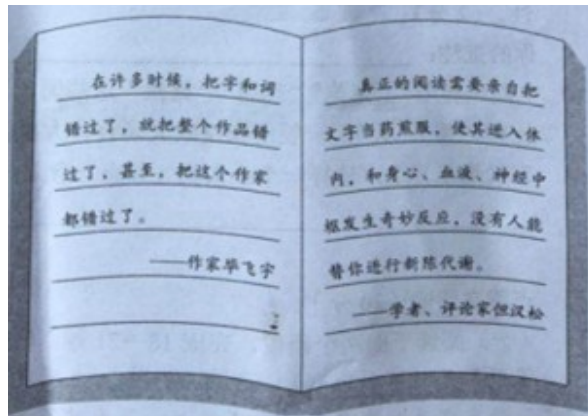 在许多时候，把字和词
错过了，就把整个作品错
过了，甚至，把这个作家
都错过了。
——作家毕飞宇
真正的阅读需要亲自把
文字当药煎服，使其进入体
内，和身心、血液、神经中
枢发生奇妙反应，没有人能
替你进行新陈代谢。
——学者、评论家但汉松